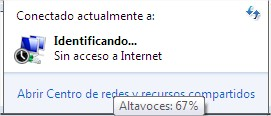 Conectado actualmente a:
Identificando...
Sin acceso a Internet
Abrir Centro de redes y recursos compartidos
Altavoces: 67%